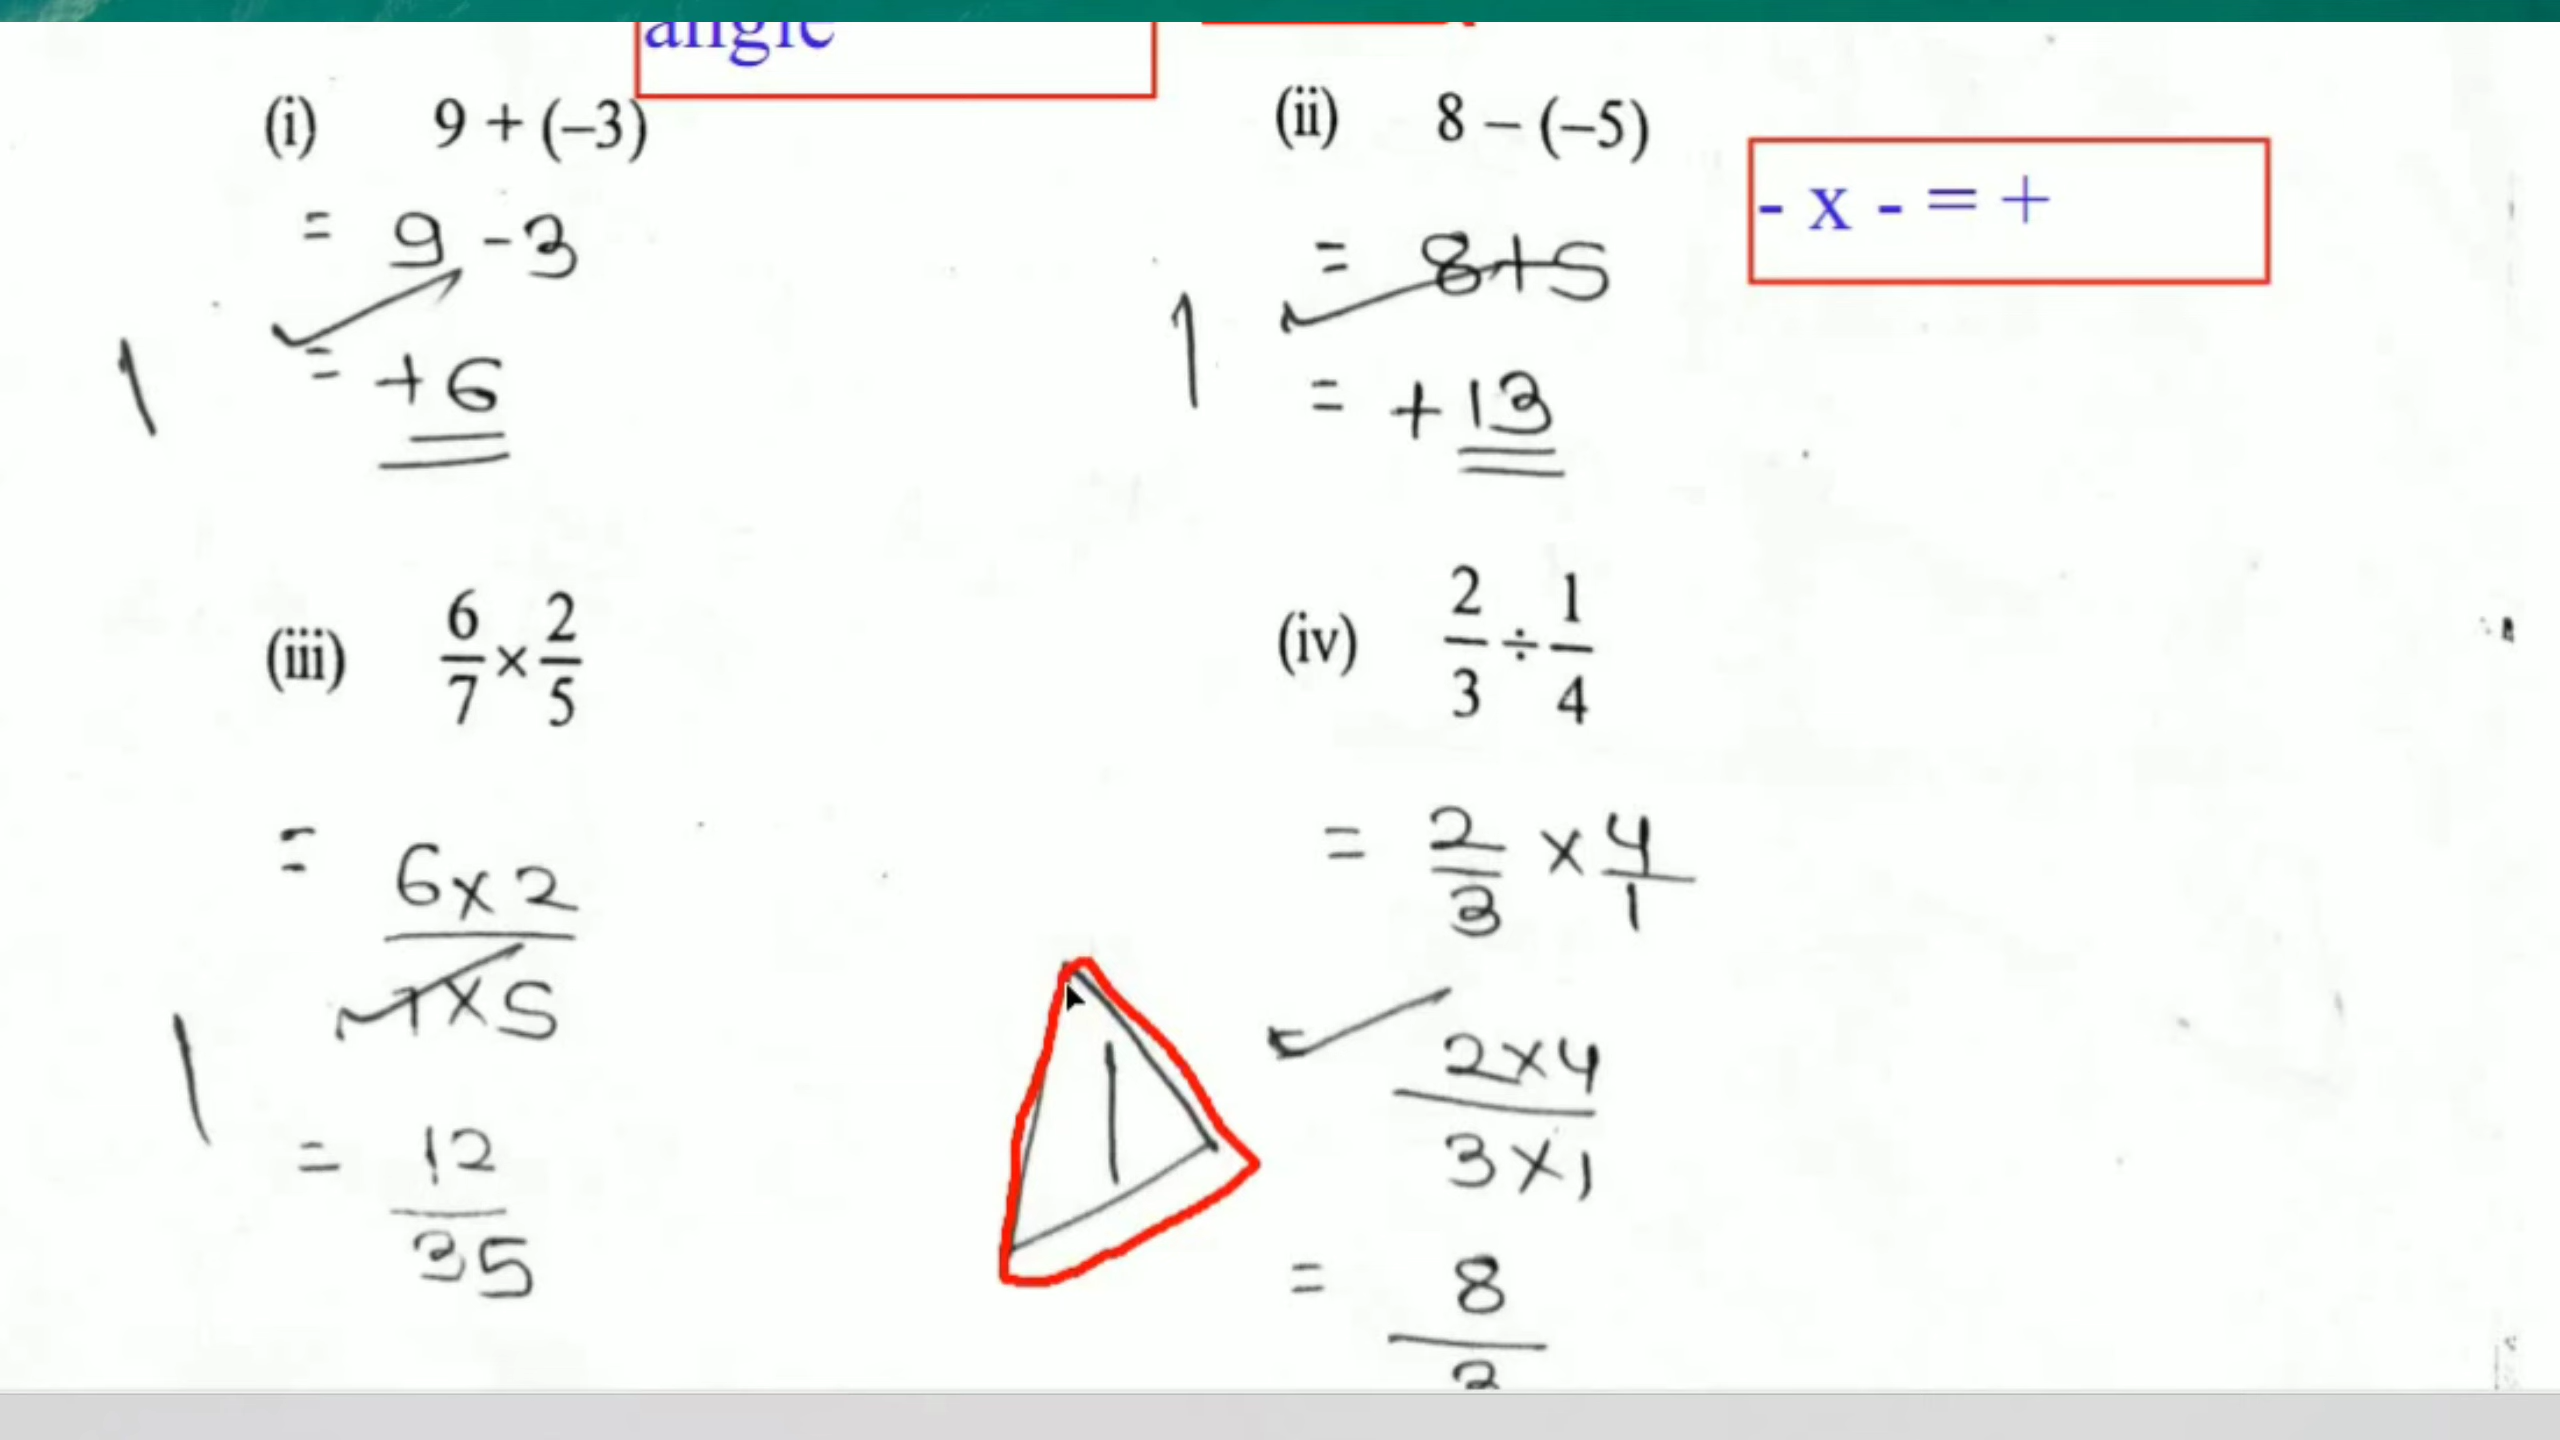 angle
(i) 9 + (–3)
= 9 - 3
1
= +6
(ii) 8 – (–5)
- x - = +
= 8+5
1
= +13
(iii) 6/7 × 2/5
= 6×2
7×5
1
= 12/35
(iv) 2/3 ÷ 1/4
= 2/3 × 4/1
1
2×4
3×1
= 8